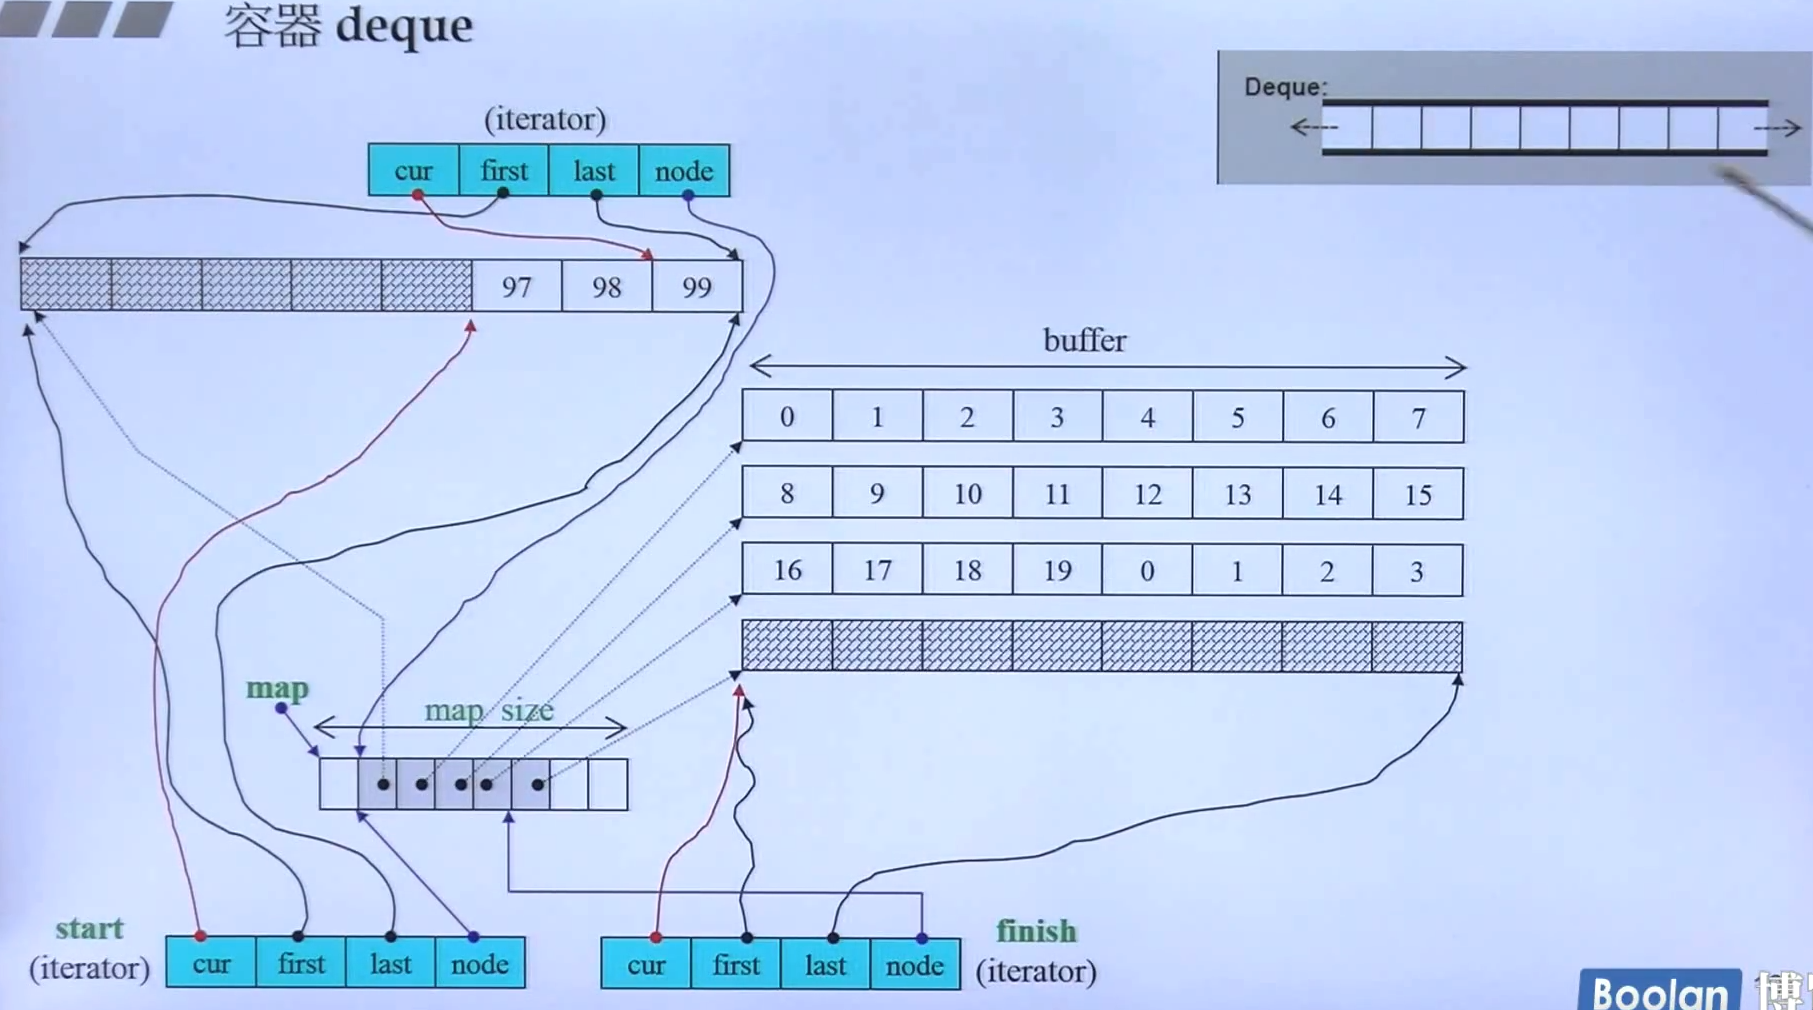 容器 deque
Deque:
(iterator)
cur first last node
97 98 99
buffer
0 1 2 3 4 5 6 7
8 9 10 11 12 13 14 15
16 17 18 19 0 1 2 3
map
map size
start
(iterator)
cur first last node
cur first last node
finish
(iterator)
Boolan 博